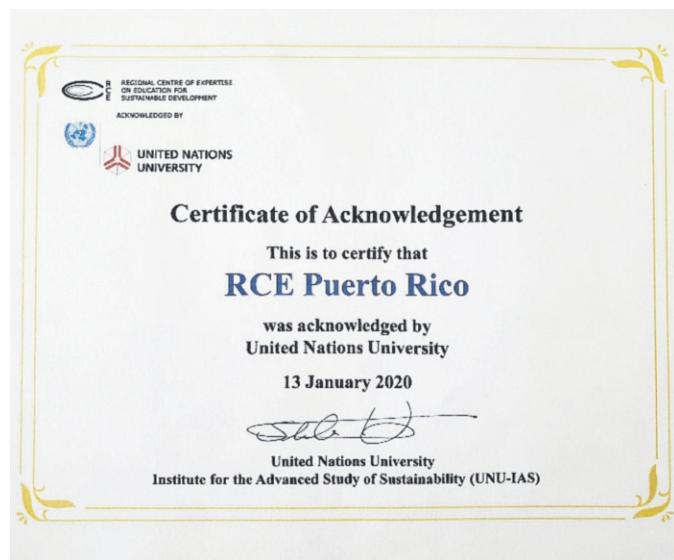 RCE
REGIONAL CENTRE OF EXPERTISE
ON EDUCATION FOR
SUSTAINABLE DEVELOPMENT
ACKNOWLEDGED BY
UNITED NATIONS
UNIVERSITY
Certificate of Acknowledgement
This is to certify that
RCE Puerto Rico
was acknowledged by
United Nations University
13 January 2020
United Nations University
Institute for the Advanced Study of Sustainability (UNU-IAS)